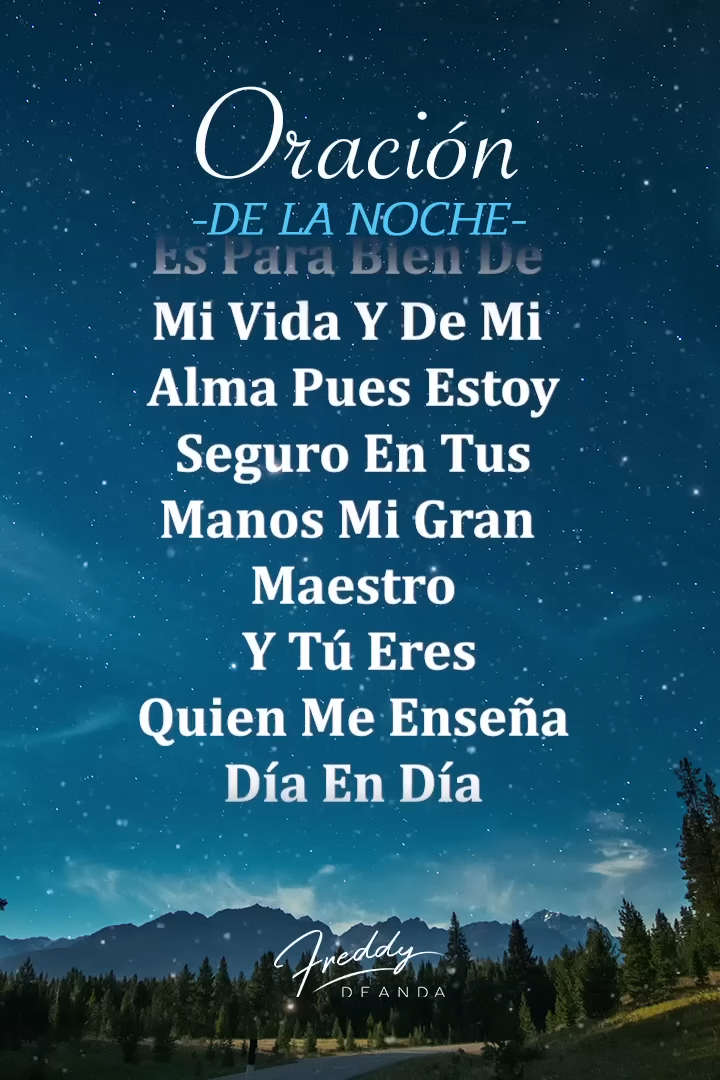 Oración
-DE LA NOCHE-
Es Para Bien De
Mi Vida Y De Mi
Alma Pues Estoy
Seguro En Tus
Manos Mi Gran
Maestro
Y Tú Eres
Quien Me Enseña
Día En Día
Freddy
DEANDA